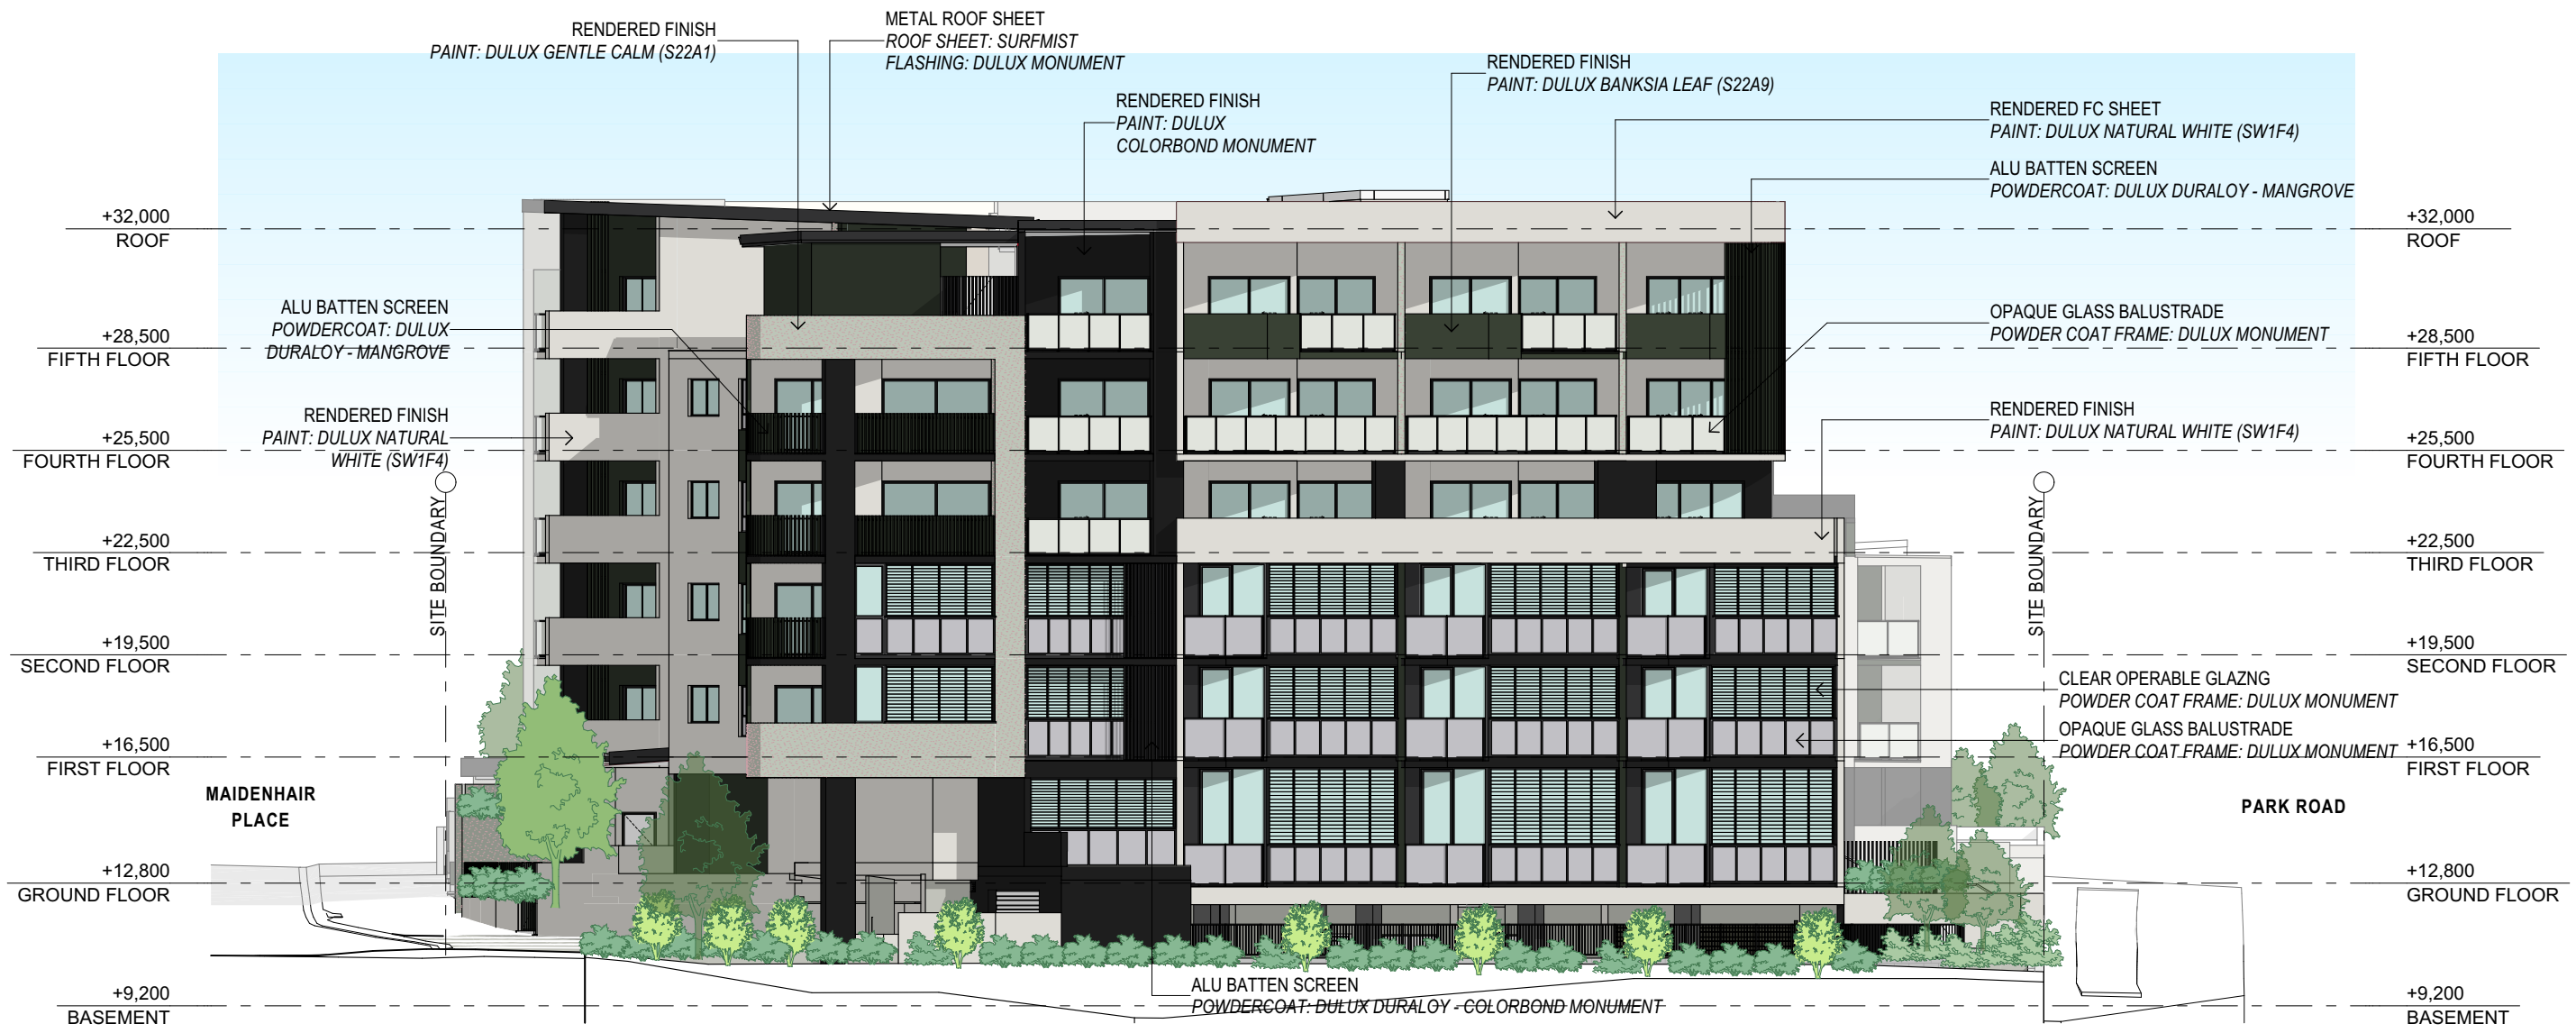 RENDERED FINISH
PAINT: DULUX GENTLE CALM (S22A1)
METAL ROOF SHEET
ROOF SHEET: SURFMIST
FLASHING: DULUX MONUMENT
RENDERED FINISH
PAINT: DULUX
COLORBOND MONUMENT
RENDERED FINISH
PAINT: DULUX BANKSIA LEAF (S22A9)
RENDERED FC SHEET
PAINT: DULUX NATURAL WHITE (SW1F4)
ALU BATTEN SCREEN
POWDERCOAT: DULUX DURALOY - MANGROVE
+32,000
ROOF
+32,000
ROOF
ALU BATTEN SCREEN
POWDERCOAT: DULUX
DURALOY - MANGROVE
OPAQUE GLASS BALUSTRADE
POWDER COAT FRAME: DULUX MONUMENT
+28,500
FIFTH FLOOR
+28,500
FIFTH FLOOR
RENDERED FINISH
PAINT: DULUX NATURAL
WHITE (SW1F4)
RENDERED FINISH
PAINT: DULUX NATURAL WHITE (SW1F4)
+25,500
FOURTH FLOOR
+25,500
FOURTH FLOOR
SITE BOUNDARY
SITE BOUNDARY
+22,500
THIRD FLOOR
+22,500
THIRD FLOOR
+19,500
SECOND FLOOR
+19,500
SECOND FLOOR
CLEAR OPERABLE GLAZNG
POWDER COAT FRAME: DULUX MONUMENT
OPAQUE GLASS BALUSTRADE
POWDER COAT FRAME: DULUX MONUMENT
+16,500
FIRST FLOOR
+16,500
FIRST FLOOR
MAIDENHAIR
PLACE
PARK ROAD
+12,800
GROUND FLOOR
+12,800
GROUND FLOOR
ALU BATTEN SCREEN
POWDERCOAT: DULUX DURALOY - COLORBOND MONUMENT
+9,200
BASEMENT
+9,200
BASEMENT